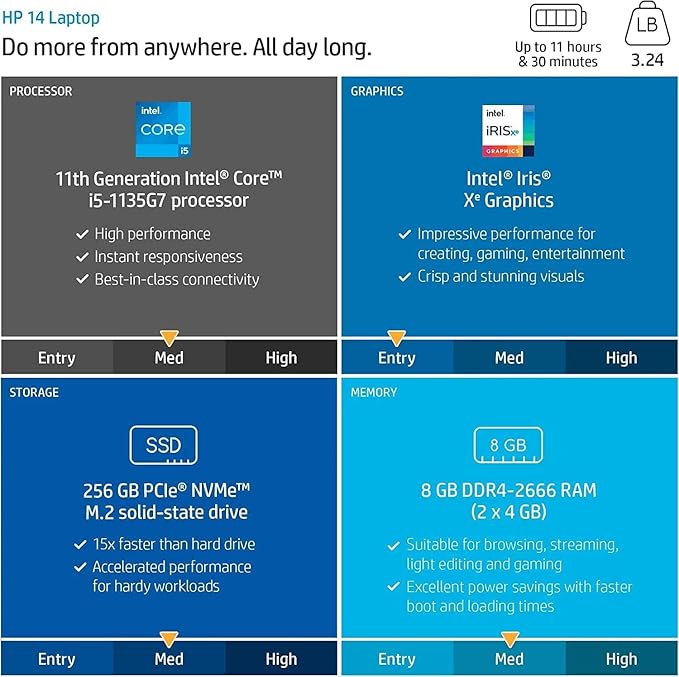 HP 14 Laptop
Do more from anywhere. All day long.
Up to 11 hours
& 30 minutes
LB
3.24
PROCESSOR
intel.
CORE
i5
11th Generation Intel® Core™
i5-1135G7 processor
✓ High performance
✓ Instant responsiveness
✓ Best-in-class connectivity
Entry Med High
GRAPHICS
intel.
iRISxe
GRAPHICS
Intel® Iris®
Xe Graphics
✓ Impressive performance for
creating, gaming, entertainment
✓ Crisp and stunning visuals
Entry Med High
STORAGE
SSD
256 GB PCIe® NVMe™
M.2 solid-state drive
✓ 15x faster than hard drive
✓ Accelerated performance
for hardy workloads
Entry Med High
MEMORY
8 GB
8 GB DDR4-2666 RAM
(2 x 4 GB)
✓ Suitable for browsing, streaming,
light editing and gaming
✓ Excellent power savings with faster
boot and loading times
Entry Med High